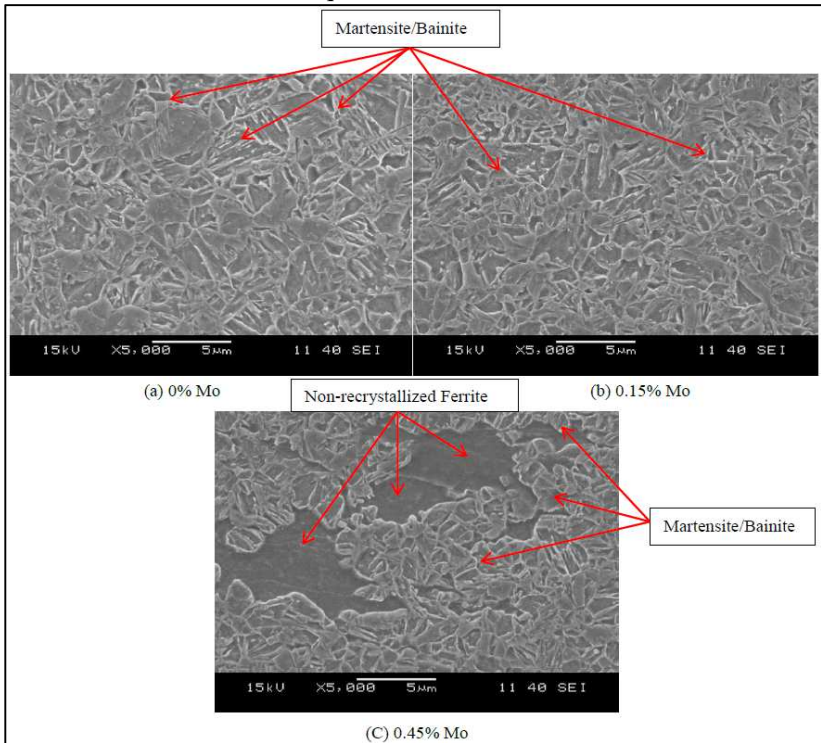 Martensite/Bainite
15kV X5,000 5µm 11 40 SEI
15kV X5,000 5µm 11 40 SEI
(a) 0% Mo
(b) 0.15% Mo
Non-recrystallized Ferrite
Martensite/Bainite
15kV X5,000 5µm 11 40 SEI
(C) 0.45% Mo